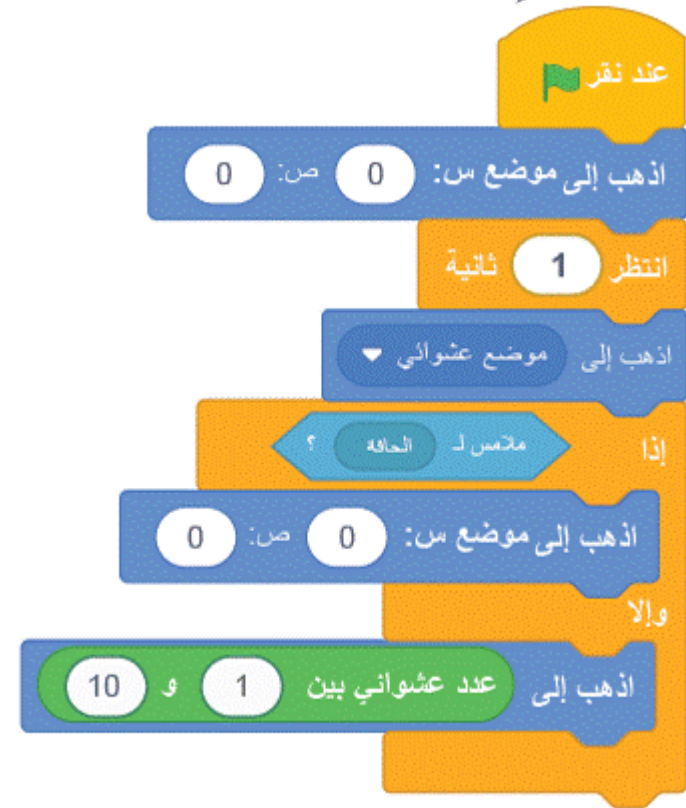 عند نقر
اذهب إلى موضع س: 0 ص: 0
انتظر 1 ثانية
اذهب إلى موضع عشوائي
إذا ملامس لـ الحافة ؟
اذهب إلى موضع س: 0 ص: 0
وإلا
اذهب إلى عدد عشوائي بين 1 و 10